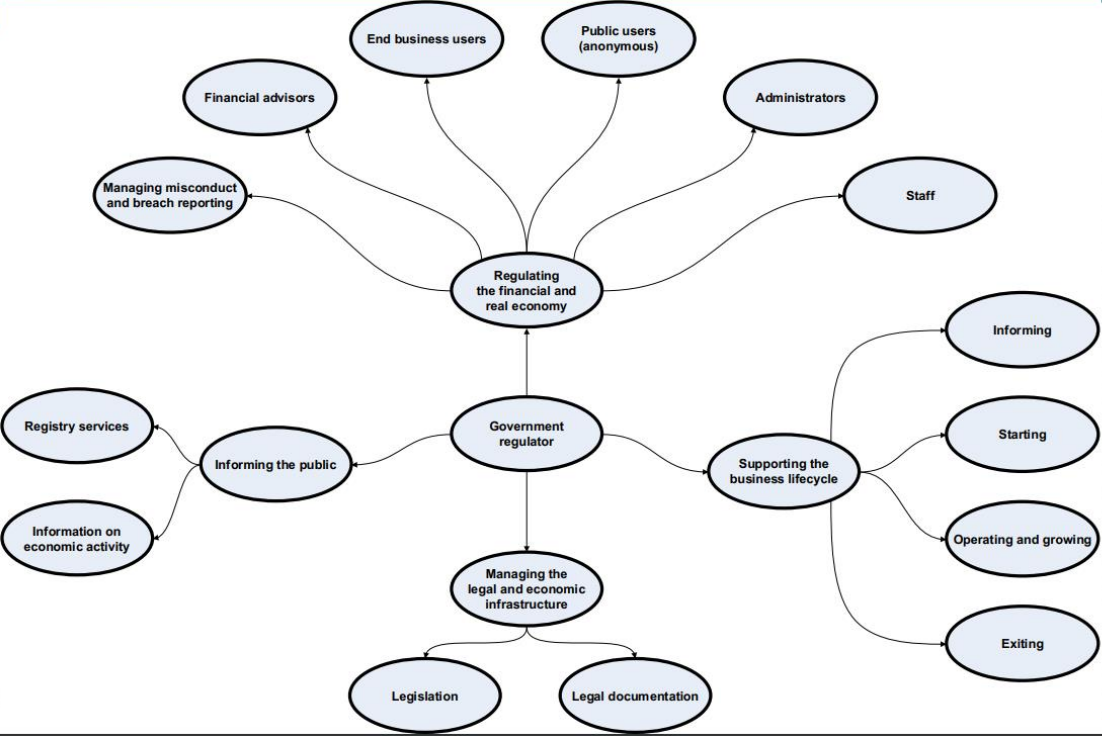 End business users
Public users
(anonymous)
Financial advisors
Administrators
Managing misconduct
and breach reporting
Staff
Regulating
the financial and
real economy
Informing
Registry services
Government
regulator
Starting
Informing the public
Supporting the
business lifecycle
Information on
economic activity
Operating and growing
Managing the
legal and economic
infrastructure
Exiting
Legislation
Legal documentation